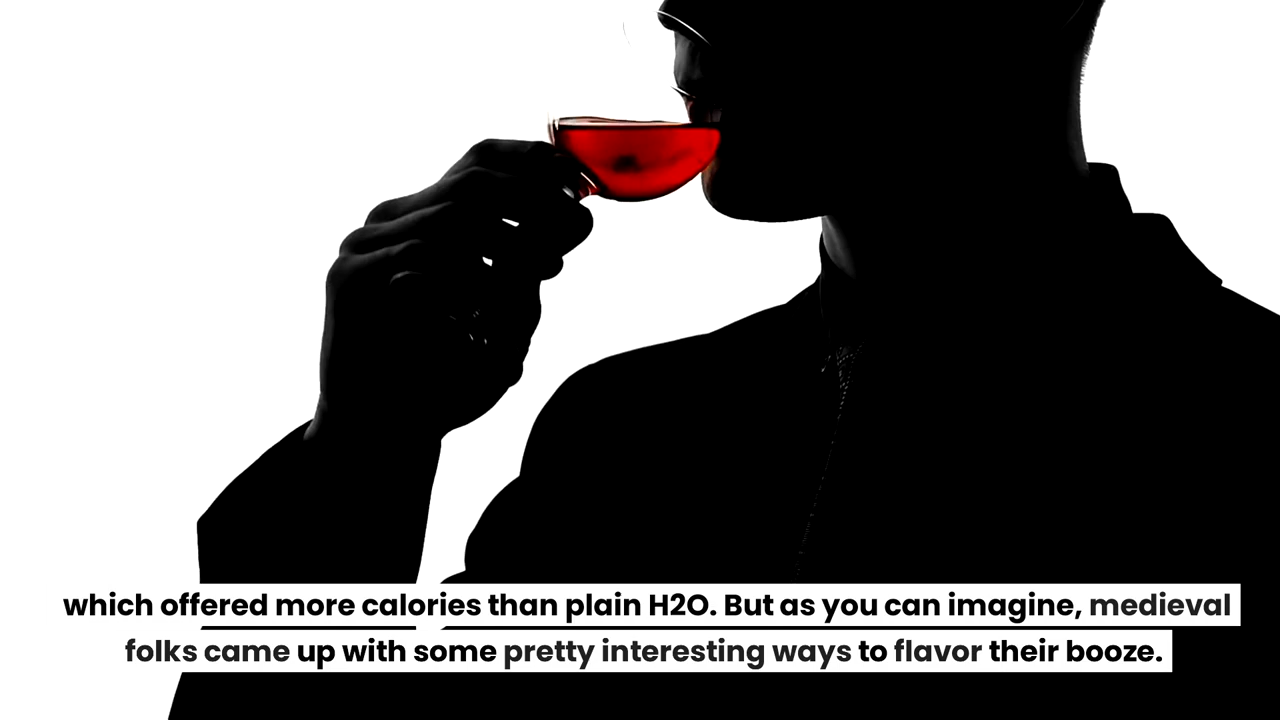 which offered more calories than plain H2O. But as you can imagine, medieval
folks came up with some pretty interesting ways to flavor their booze.